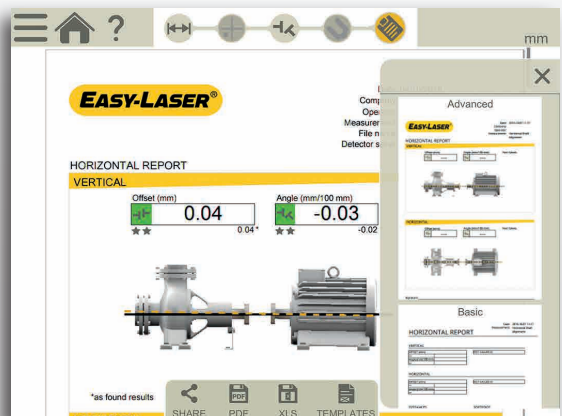 ?
mm
EASY-LASER®
Comp
Ope
Measurer
File n
Detector s
HORIZONTAL REPORT
VERTICAL
Offset (mm)
0.04
0.04*
Angle (mm/100 mm)
-0.03
-0.02
*as found results
SHARE
PDF
PDF
XLS
TEMPLATES
Advanced
EASY-LASER®
HORIZONTAL REPORT
VERTICAL
HORIZONTAL
Basic
HORIZONTAL REPORT
VERTICAL
HORIZONTAL